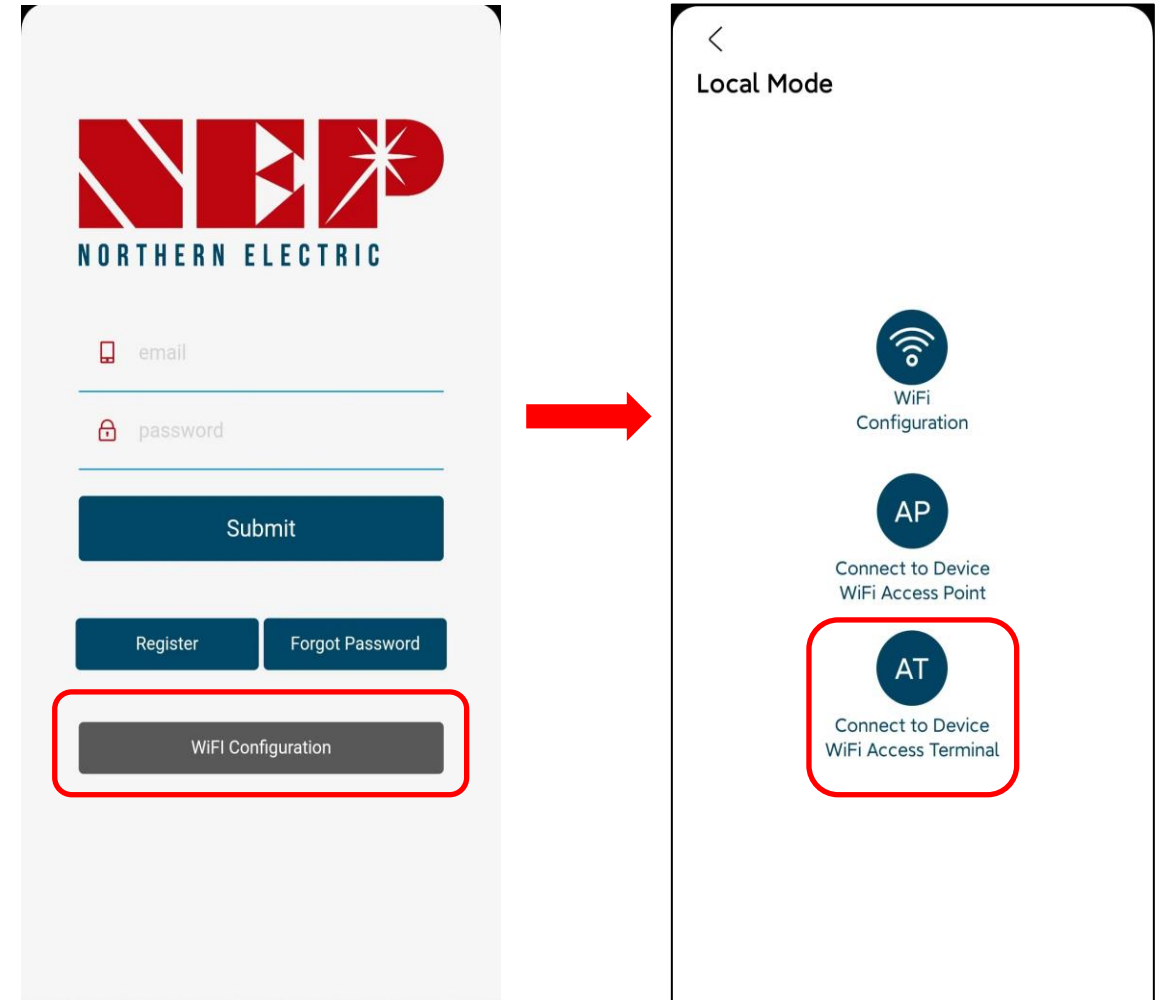 NEP
NORTHERN ELECTRIC
email
password
Submit
Register
Forgot Password
WiFI Configuration
Local Mode
WiFi
Configuration
AP
Connect to Device
WiFi Access Point
AT
Connect to Device
WiFi Access Terminal